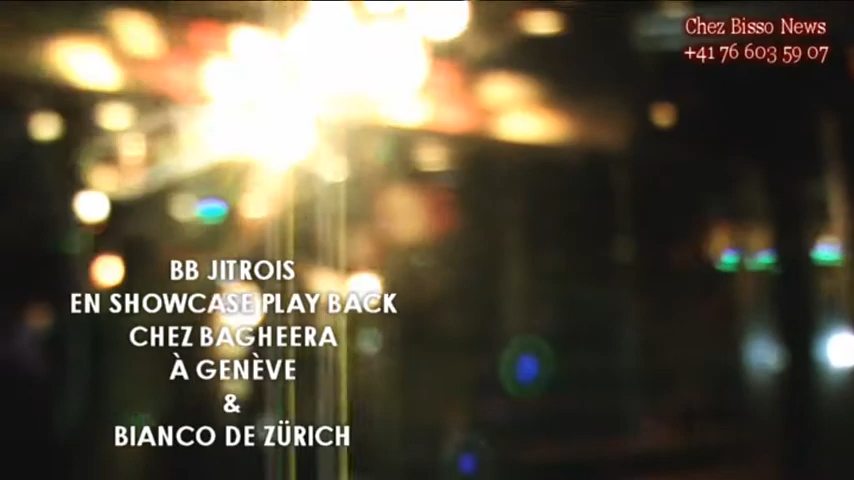 Chez Bisso News
+41 76 603 59 07
BB JITROIS
EN SHOWCASE PLAY BACK
CHEZ BAGHEERA
À GENÈVE
&
BIANCO DE ZÜRICH